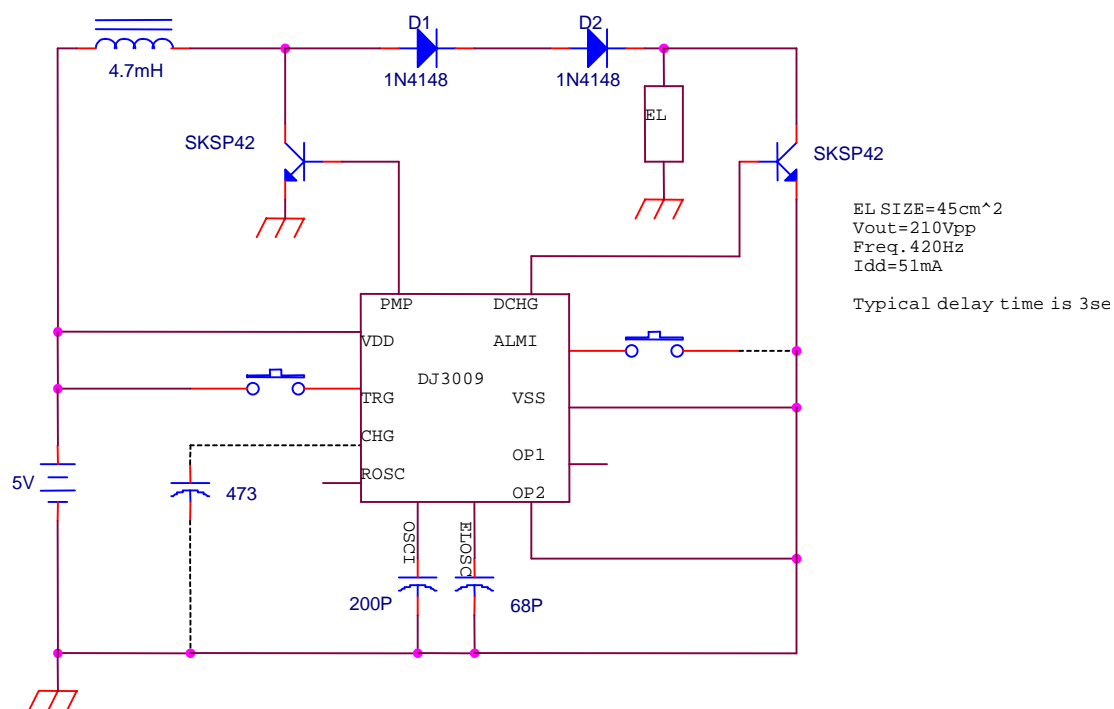 D1
D2
4.7mH
1N4148
1N4148
EL
SKSP42
SKSP42
EL SIZE=45cm^2
Vout=210Vpp
Freq.420Hz
Idd=51mA
Typical delay time is 3se
PMP
DCHG
VDD
ALMI
DJ3009
TRG
VSS
CHG
OP1
ROSC
OP2
5V
473
OSCI
ELOSC
200P
68P